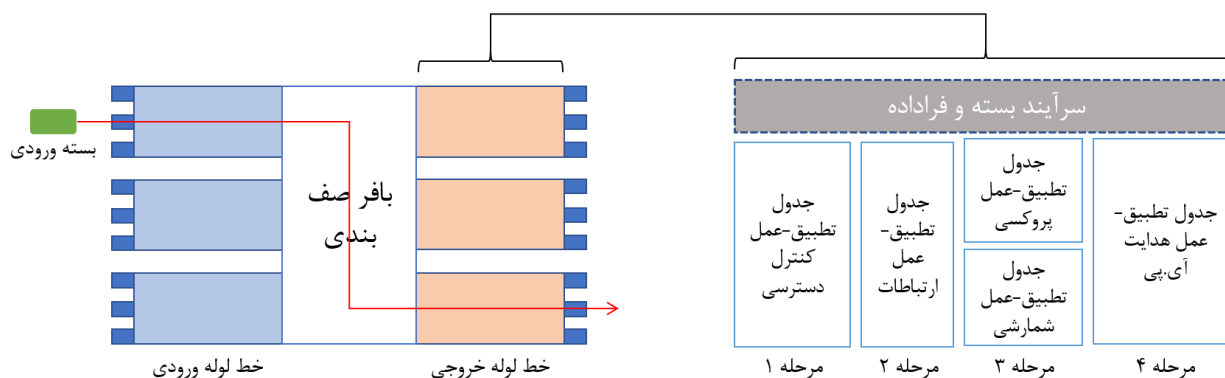 سرآیند بسته و فراداده
بسته ورودی
بافر صف
بندی
جدول
تطبیق-عمل
کنترل
دسترسی
جدول
تطبیق-
عمل
ارتباطات
جدول
تطبیق-عمل
پروکسی
جدول
تطبیق-عمل
شمارشی
جدول تطبیق-
عمل هدایت
آی.پی
خط لوله ورودی
خط لوله خروجی
مرحله ۱
مرحله ۲
مرحله ۳
مرحله ۴